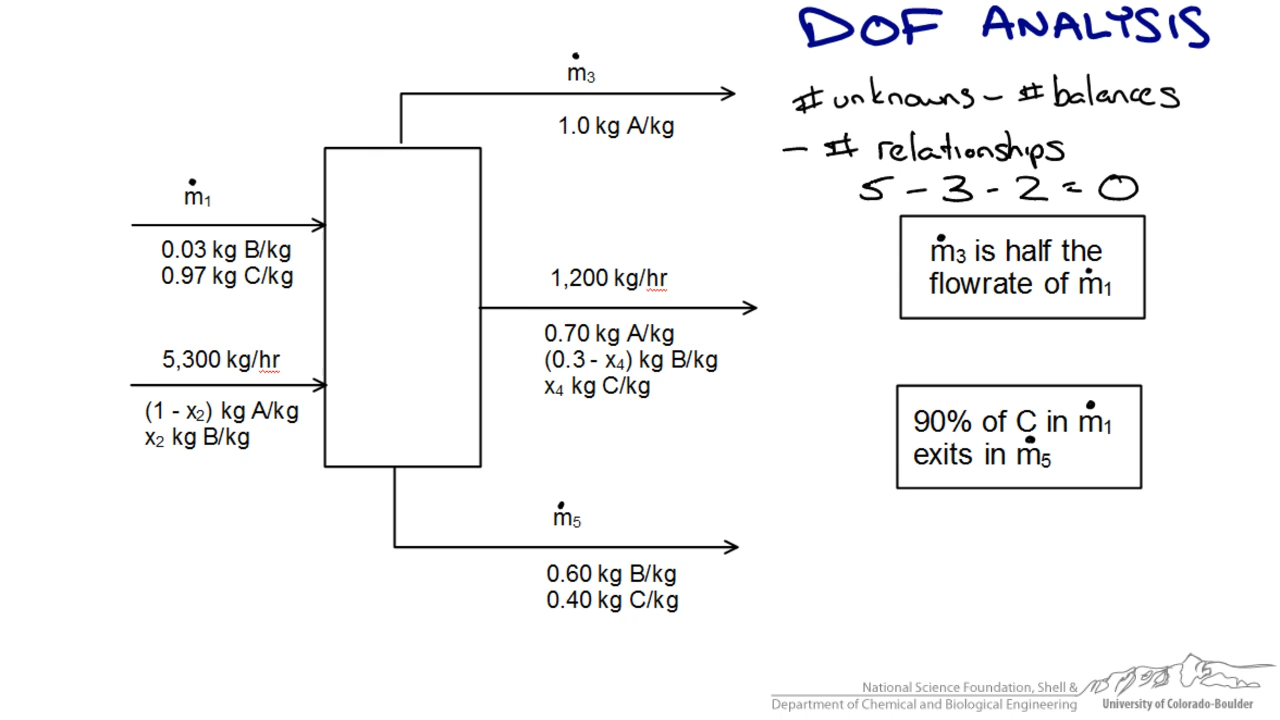 DOF ANALYSIS
# unknowns - # balances
- # relationships
5 - 3 - 2 = 0
ṁ3
1.0 kg A/kg
ṁ1
0.03 kg B/kg
0.97 kg C/kg
ṁ3 is half the
flowrate of ṁ1
1,200 kg/hr
0.70 kg A/kg
(0.3 - x4) kg B/kg
x4 kg C/kg
5,300 kg/hr
(1 - x2) kg A/kg
x2 kg B/kg
90% of C in ṁ1
exits in ṁ5
ṁ5
0.60 kg B/kg
0.40 kg C/kg
National Science Foundation, Shell &
Department of Chemical and Biological Engineering
University of Colorado-Boulder